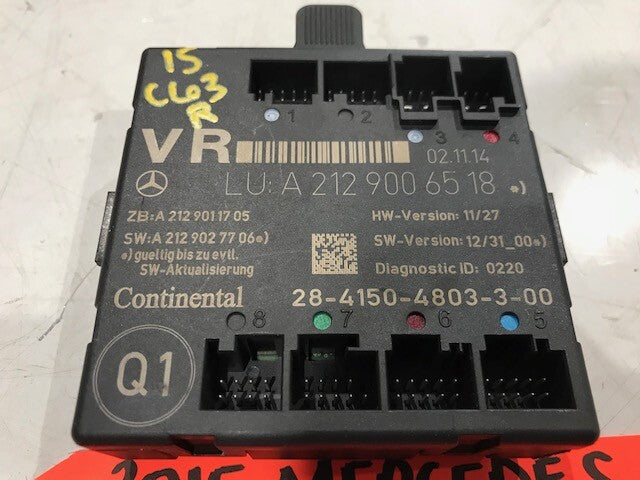 15
C63
R
1 2 3 4
VR
02.11.14
LU: A 212 900 65 18 *)
ZB: A 212 901 17 05
HW-Version: 11/27
SW: A 212 902 77 06 *)
SW-Version: 12/31_00*)
*) gueltig bis zu evtl.
SW-Aktualisierung
Diagnostic ID: 0220
Continental
28-4150-4803-3-00
8 7 6 5
Q1
2015 MERCEDES